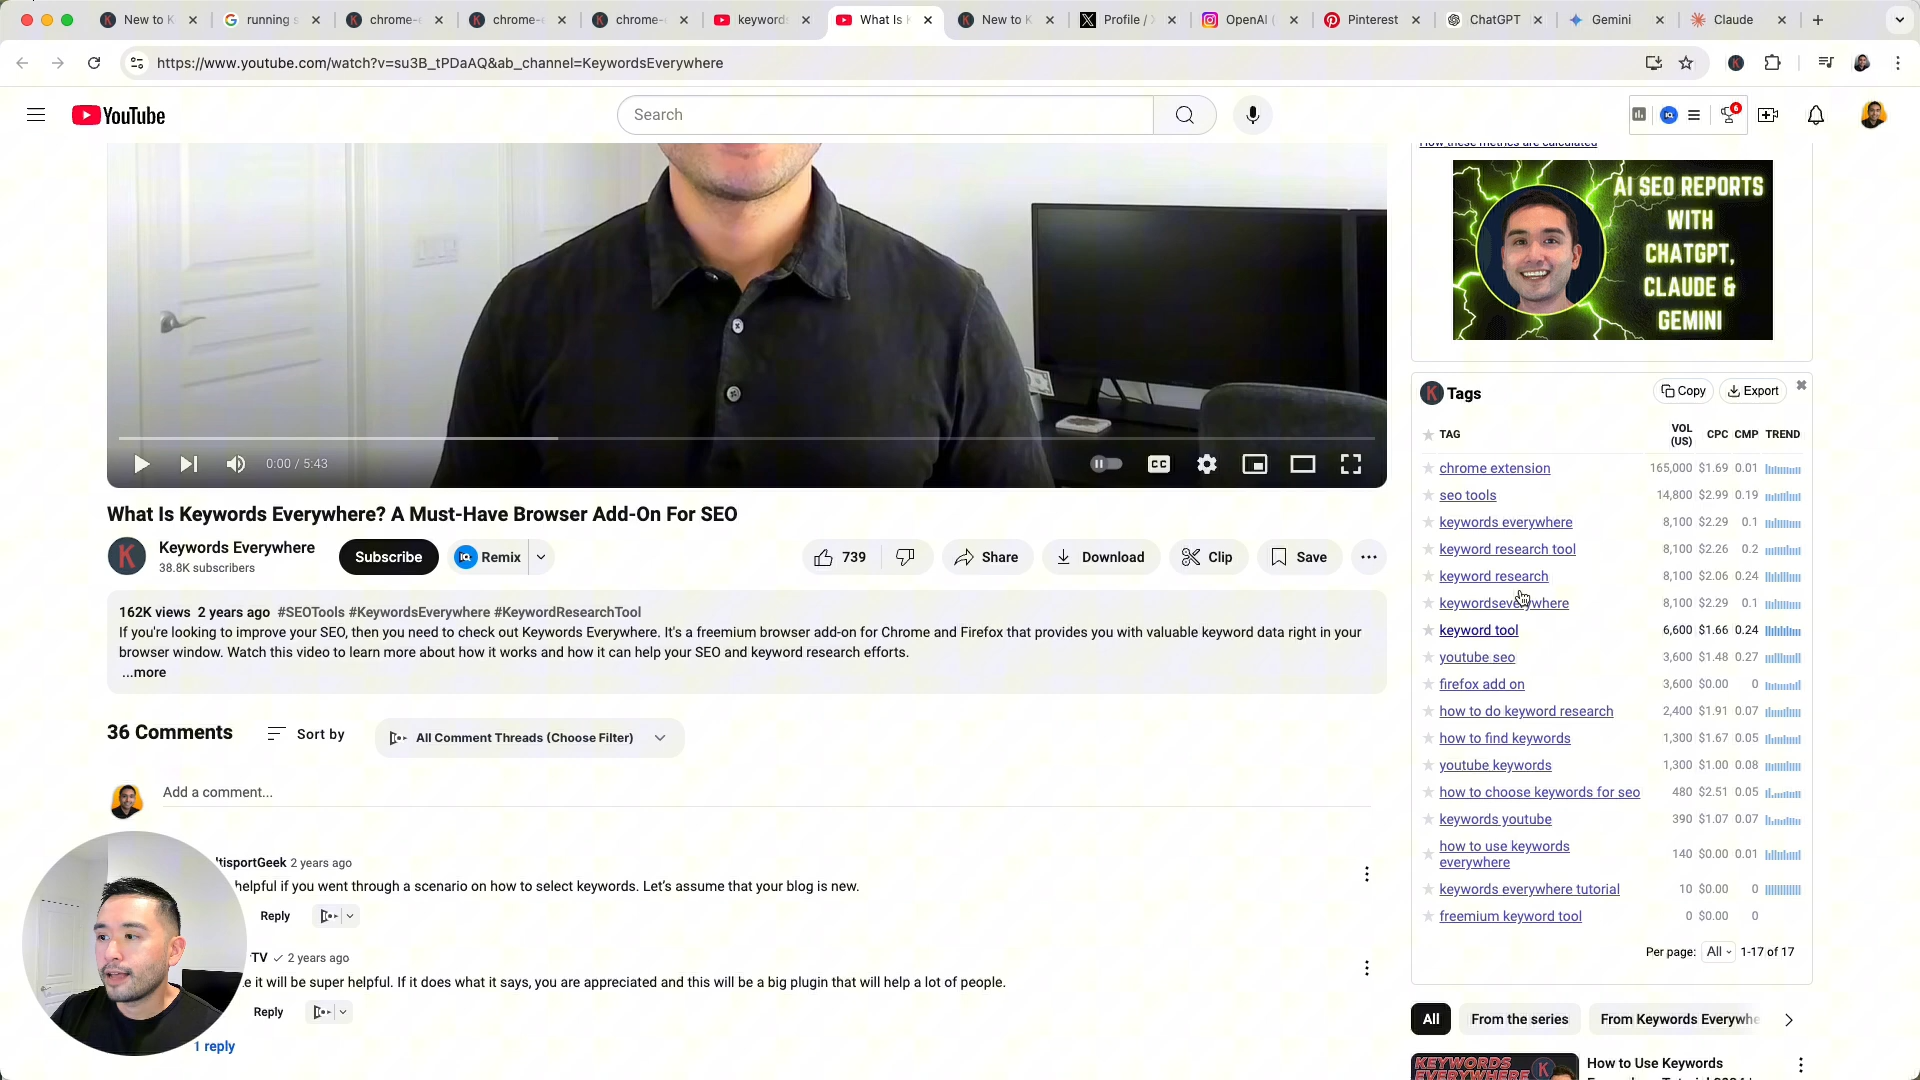 New to K
running s
chrome-e
chrome-e
chrome-e
keywords
What Is K
New to K
Profile / X
OpenAI (
Pinterest
ChatGPT
Gemini
Claude
https://www.youtube.com/watch?v=su3B_tPDaAQ&ab_channel=KeywordsEverywhere
YouTube
Search
6
How these metrics are calculated
AI SEO REPORTS
WITH
CHATGPT,
CLAUDE &
GEMINI
Tags
Copy
Export
TAG VOL (US) CPC CMP TREND
chrome extension 165,000 $1.69 0.01
seo tools 14,800 $2.99 0.19
keywords everywhere 8,100 $2.29 0.1
keyword research tool 8,100 $2.26 0.2
keyword research 8,100 $2.06 0.24
keywordseverywhere 8,100 $2.29 0.1
keyword tool 6,600 $1.66 0.24
youtube seo 3,600 $1.48 0.27
firefox add on 3,600 $0.00 0
how to do keyword research 2,400 $1.91 0.07
how to find keywords 1,300 $1.67 0.05
youtube keywords 1,300 $1.00 0.08
how to choose keywords for seo 480 $2.51 0.05
keywords youtube 390 $1.07 0.07
how to use keywords
everywhere 140 $0.00 0.01
keywords everywhere tutorial 10 $0.00 0
freemium keyword tool 0 $0.00 0
Per page: All 1-17 of 17
All
From the series
From Keywords Everywhe
KEYWORDS
EVERYWHERE
How to Use Keywords
0:00 / 5:43
CC
What Is Keywords Everywhere? A Must-Have Browser Add-On For SEO
K
Keywords Everywhere
38.8K subscribers
Subscribe
Remix
739
Share
Download
Clip
Save
162K views 2 years ago #SEOTools #KeywordsEverywhere #KeywordResearchTool
If you're looking to improve your SEO, then you need to check out Keywords Everywhere. It's a freemium browser add-on for Chrome and Firefox that provides you with valuable keyword data right in your
browser window. Watch this video to learn more about how it works and how it can help your SEO and keyword research efforts.
...more
36 Comments
Sort by
All Comment Threads (Choose Filter)
Add a comment...
tisportGeek 2 years ago
helpful if you went through a scenario on how to select keywords. Let's assume that your blog is new.
Reply
TV 2 years ago
e it will be super helpful. If it does what it says, you are appreciated and this will be a big plugin that will help a lot of people.
Reply
1 reply